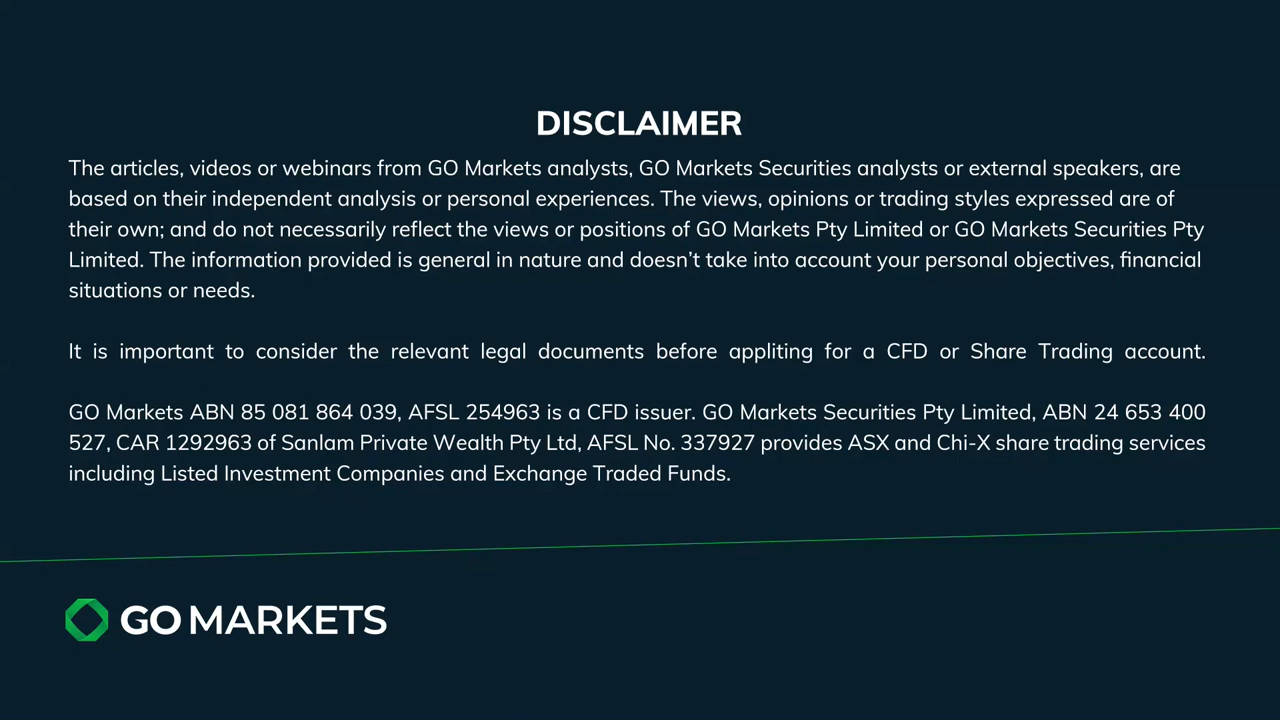 DISCLAIMER
The articles, videos or webinars from GO Markets analysts, GO Markets Securities analysts or external speakers, are
based on their independent analysis or personal experiences. The views, opinions or trading styles expressed are of
their own; and do not necessarily reflect the views or positions of GO Markets Pty Limited or GO Markets Securities Pty
Limited. The information provided is general in nature and doesn’t take into account your personal objectives, financial
situations or needs.
It is important to consider the relevant legal documents before appliting for a CFD or Share Trading account.
GO Markets ABN 85 081 864 039, AFSL 254963 is a CFD issuer. GO Markets Securities Pty Limited, ABN 24 653 400
527, CAR 1292963 of Sanlam Private Wealth Pty Ltd, AFSL No. 337927 provides ASX and Chi-X share trading services
including Listed Investment Companies and Exchange Traded Funds.
GO MARKETS